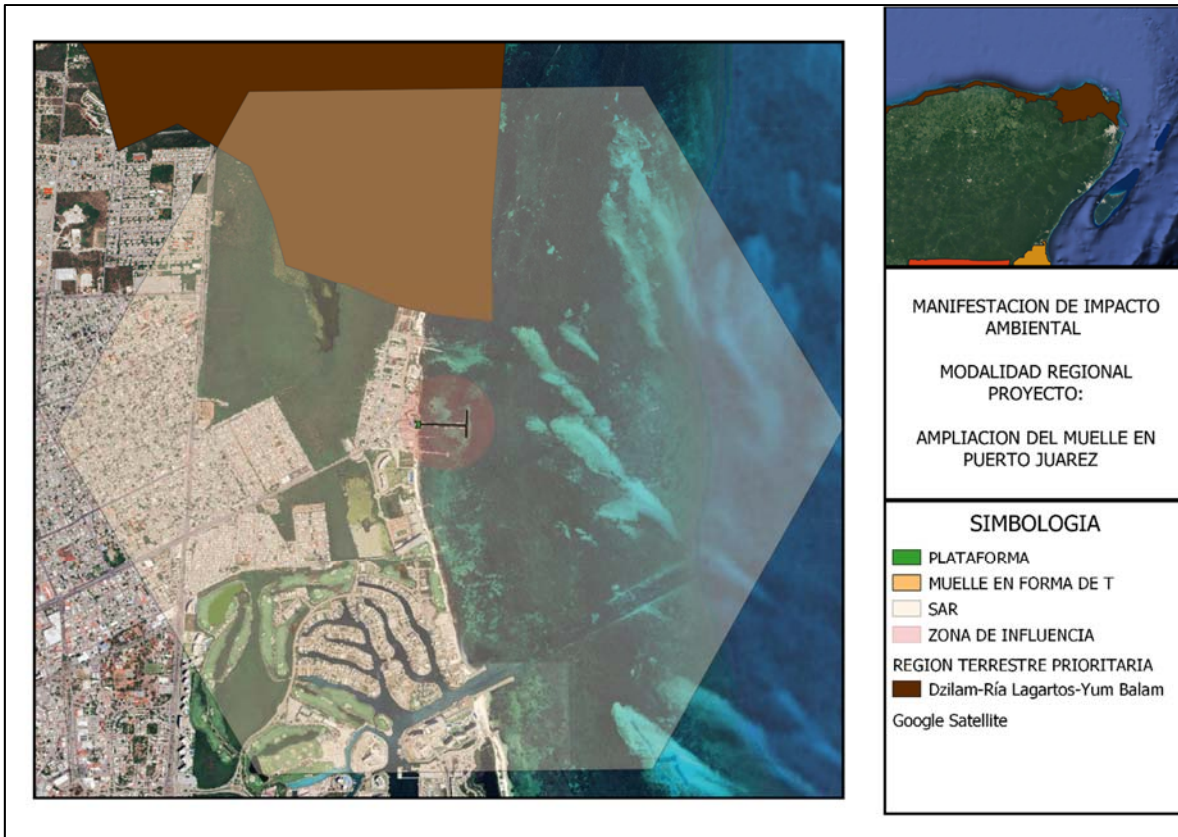 MANIFESTACION DE IMPACTO
AMBIENTAL
MODALIDAD REGIONAL
PROYECTO:
AMPLIACION DEL MUELLE EN
PUERTO JUAREZ
SIMBOLOGIA
PLATAFORMA
MUELLE EN FORMA DE T
SAR
ZONA DE INFLUENCIA
REGION TERRESTRE PRIORITARIA
Dzilam-Ría Lagartos-Yum Balam
Google Satellite